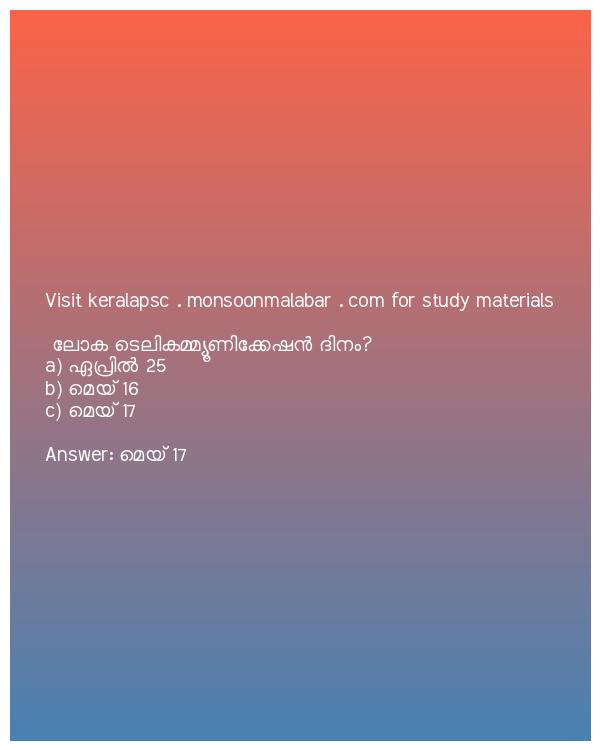 Visit keralapsc . monsoonmalabar . com for study materials
ലോക ടെലികമ്മ്യൂണിക്കേഷൻ ദിനം?
a) ഏപ്രിൽ 25
b) മെയ് 16
c) മെയ് 17
Answer: മെയ് 17